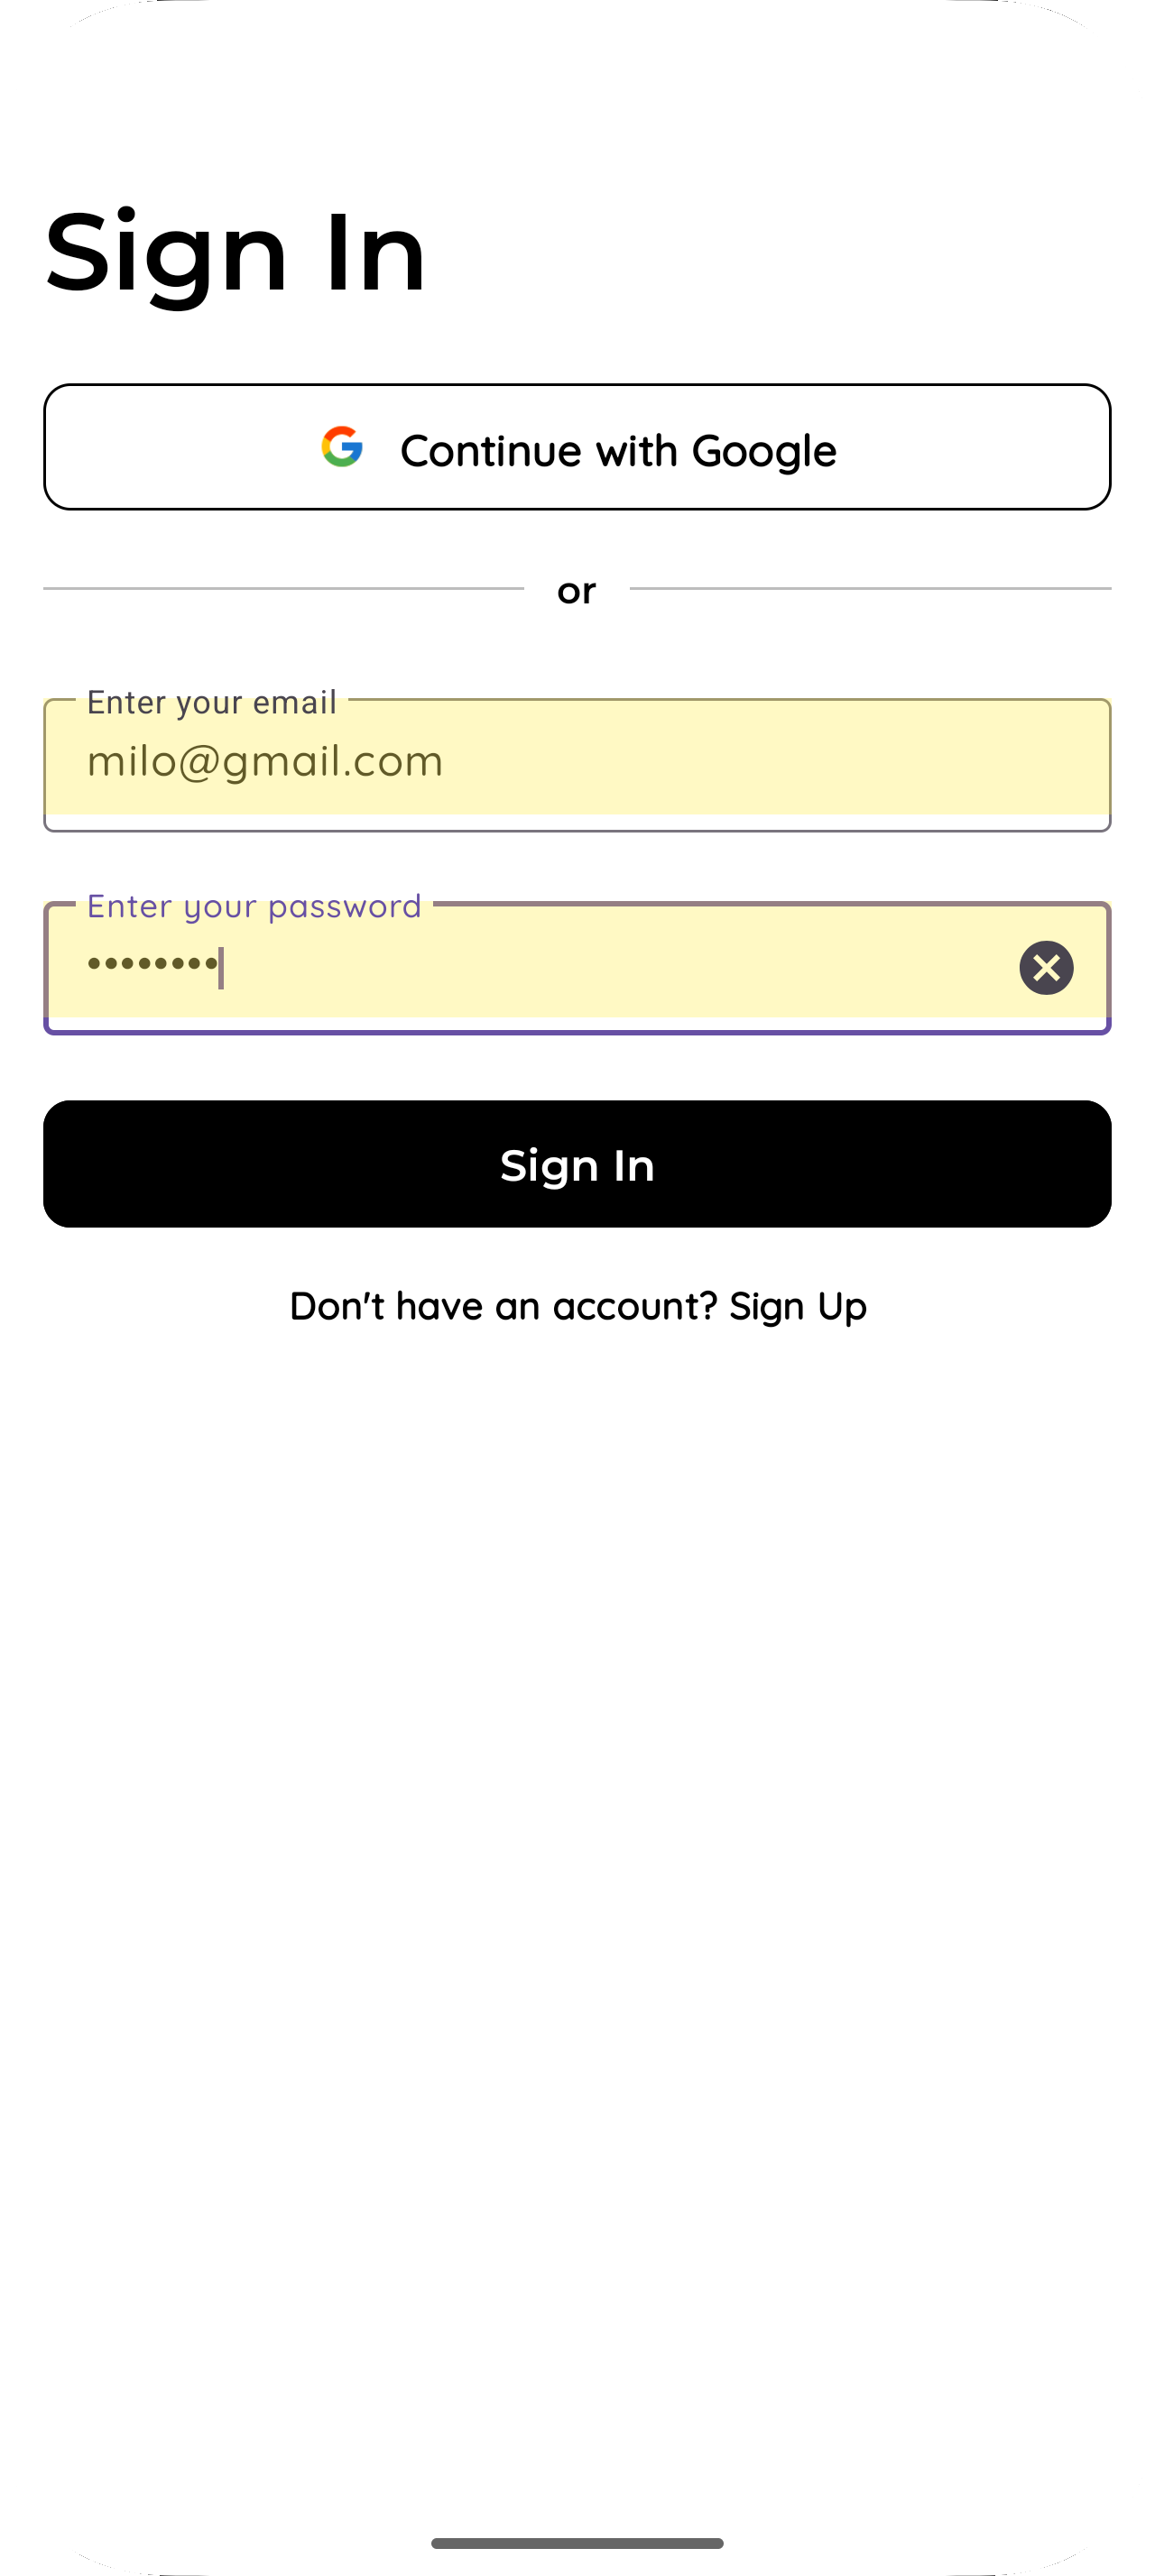 Sign In
Continue with Google
or
Enter your email
milo@gmail.com
Enter your password
••••••••
Sign In
Don't have an account? Sign Up